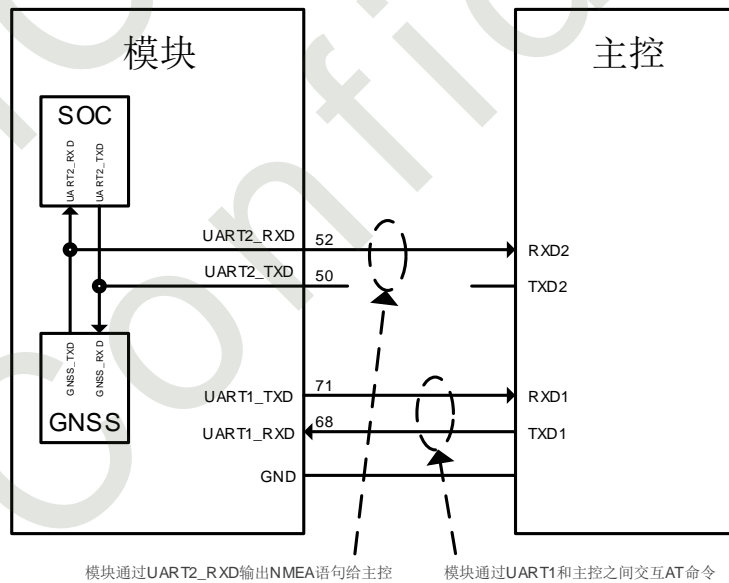 模块
主控
SOC
UART2_RXD
UART2_TXD
UART2_RXD
52
RXD2
UART2_TXD
50
TXD2
GNSS_TXD
GNSS_RXD
GNSS
UART1_TXD
71
RXD1
UART1_RXD
68
TXD1
GND
模块通过UART2_RXD输出NMEA语句给主控
模块通过UART1和主控之间交互AT命令